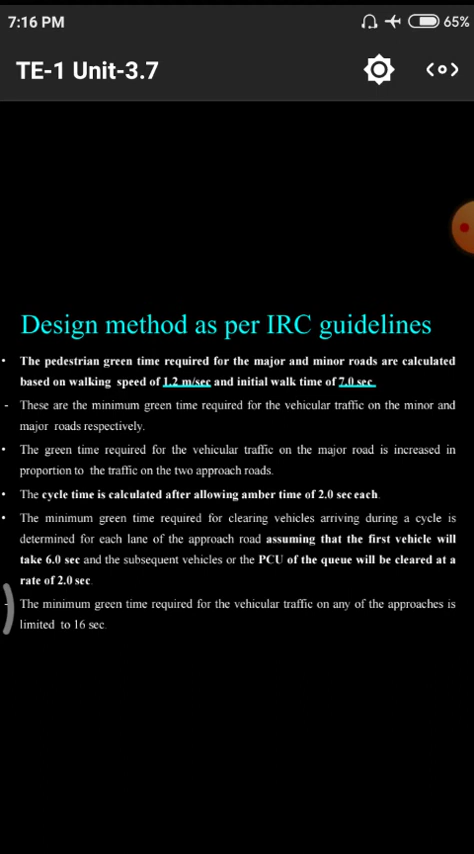 7:16 PM 65%
TE-1 Unit-3.7
Design method as per IRC guidelines
• The pedestrian green time required for the major and minor roads are calculated
based on walking speed of 1.2 m/sec and initial walk time of 7.0 sec.
- These are the minimum green time required for the vehicular traffic on the minor and
major roads respectively.
• The green time required for the vehicular traffic on the major road is increased in
proportion to the traffic on the two approach roads.
• The cycle time is calculated after allowing amber time of 2.0 sec each.
• The minimum green time required for clearing vehicles arriving during a cycle is
determined for each lane of the approach road assuming that the first vehicle will
take 6.0 sec and the subsequent vehicles or the PCU of the queue will be cleared at a
rate of 2.0 sec.
- The minimum green time required for the vehicular traffic on any of the approaches is
limited to 16 sec.